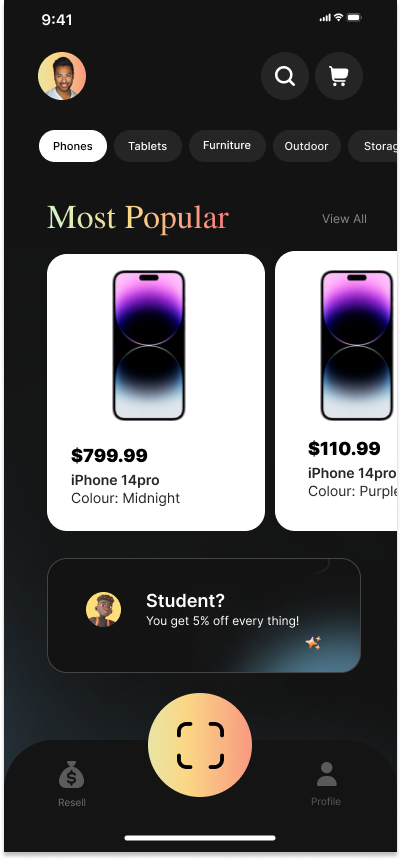 9:41
Phones Tablets Furniture Outdoor Storag
Most Popular
View All
$799.99
iPhone 14pro
Colour: Midnight
$110.99
iPhone 14pro
Colour: Purple
Student?
You get 5% off every thing!
Resell
Profile